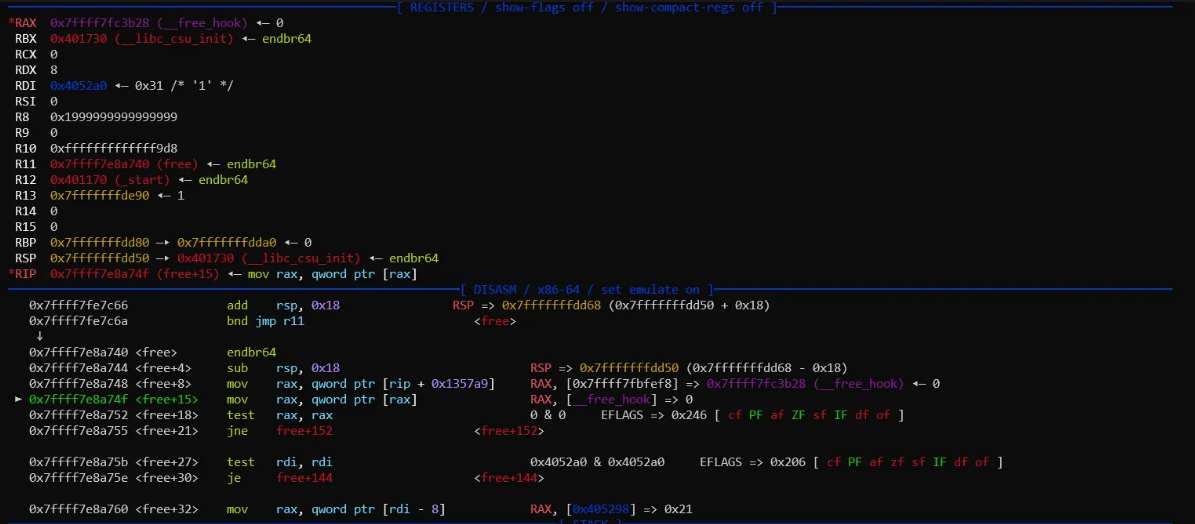 [ REGISTERS / show-flags off / show-compact-regs off ]
*RAX  0x7ffff7fc3b28 (__free_hook) ◂— 0
RBX  0x401730 (__libc_csu_init) ◂— endbr64
RCX  0
RDX  8
RDI  0x4052a0 ◂— 0x31 /* '1' */
RSI  0
R8   0x1999999999999999
R9   0
R10  0xfffffffffffff9d8
R11  0x7ffff7e8a740 (free) ◂— endbr64
R12  0x401170 (_start) ◂— endbr64
R13  0x7fffffffde90 ◂— 1
R14  0
R15  0
RBP  0x7fffffffdd80 —▸ 0x7fffffffdda0 ◂— 0
RSP  0x7fffffffdd50 —▸ 0x401730 (__libc_csu_init) ◂— endbr64
*RIP  0x7ffff7e8a74f (free+15) ◂— mov rax, qword ptr [rax]
[ DISASM / x86-64 / set emulate on ]
0x7ffff7fe7c66 add rsp, 0x18 RSP => 0x7fffffffdd68 (0x7fffffffdd50 + 0x18)
0x7ffff7fe7c6a bnd jmp r11 <free>
↓
0x7ffff7e8a740 <free> endbr64
0x7ffff7e8a744 <free+4> sub rsp, 0x18 RSP => 0x7fffffffdd50 (0x7fffffffdd68 - 0x18)
0x7ffff7e8a748 <free+8> mov rax, qword ptr [rip + 0x1357a9] RAX, [0x7ffff7fbfef8] => 0x7ffff7fc3b28 (__free_hook) ◂— 0
► 0x7ffff7e8a74f <free+15> mov rax, qword ptr [rax] RAX, [__free_hook] => 0
0x7ffff7e8a752 <free+18> test rax, rax 0 & 0 EFLAGS => 0x246 [ cf PF af ZF sf IF df of ]
0x7ffff7e8a755 <free+21> jne free+152 <free+152>
0x7ffff7e8a75b <free+27> test rdi, rdi 0x4052a0 & 0x4052a0 EFLAGS => 0x206 [ cf PF af zf sf IF df of ]
0x7ffff7e8a75e <free+30> je free+144 <free+144>
0x7ffff7e8a760 <free+32> mov rax, qword ptr [rdi - 8] RAX, [0x405298] => 0x21
[ STACK ]